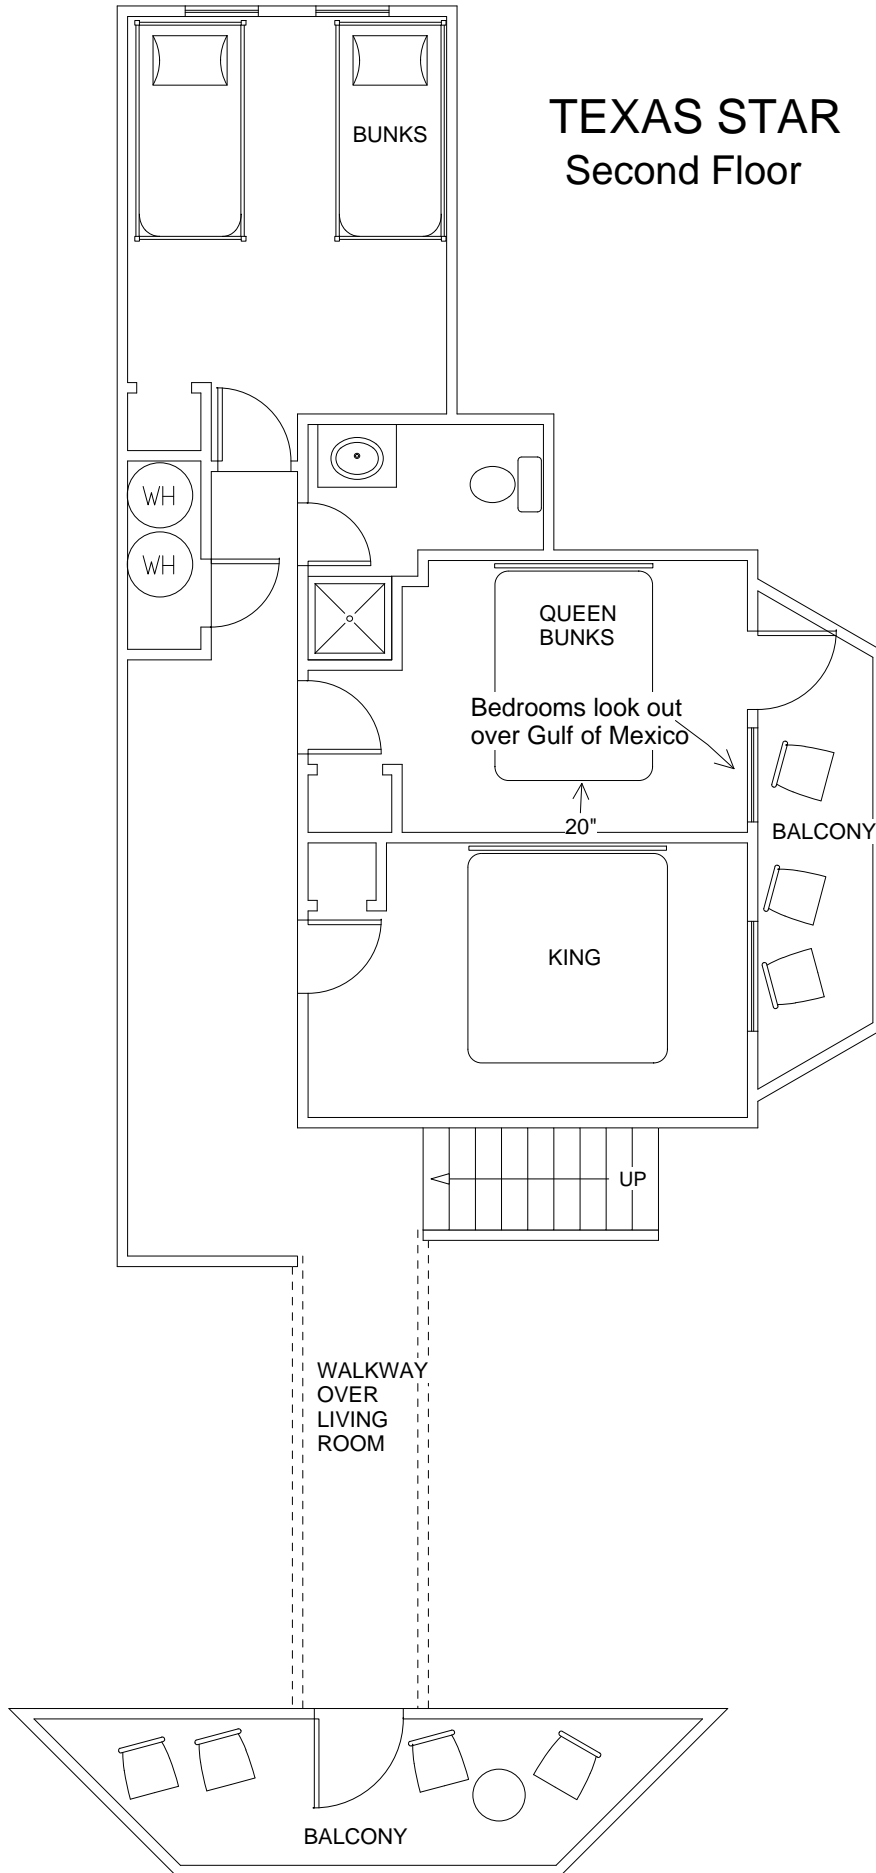 TEXAS STAR
Second Floor
BUNKS
WH
WH
QUEEN
BUNKS
Bedrooms look out
over Gulf of Mexico
20"
BALCONY
KING
UP
WALKWAY
OVER
LIVING
ROOM
BALCONY